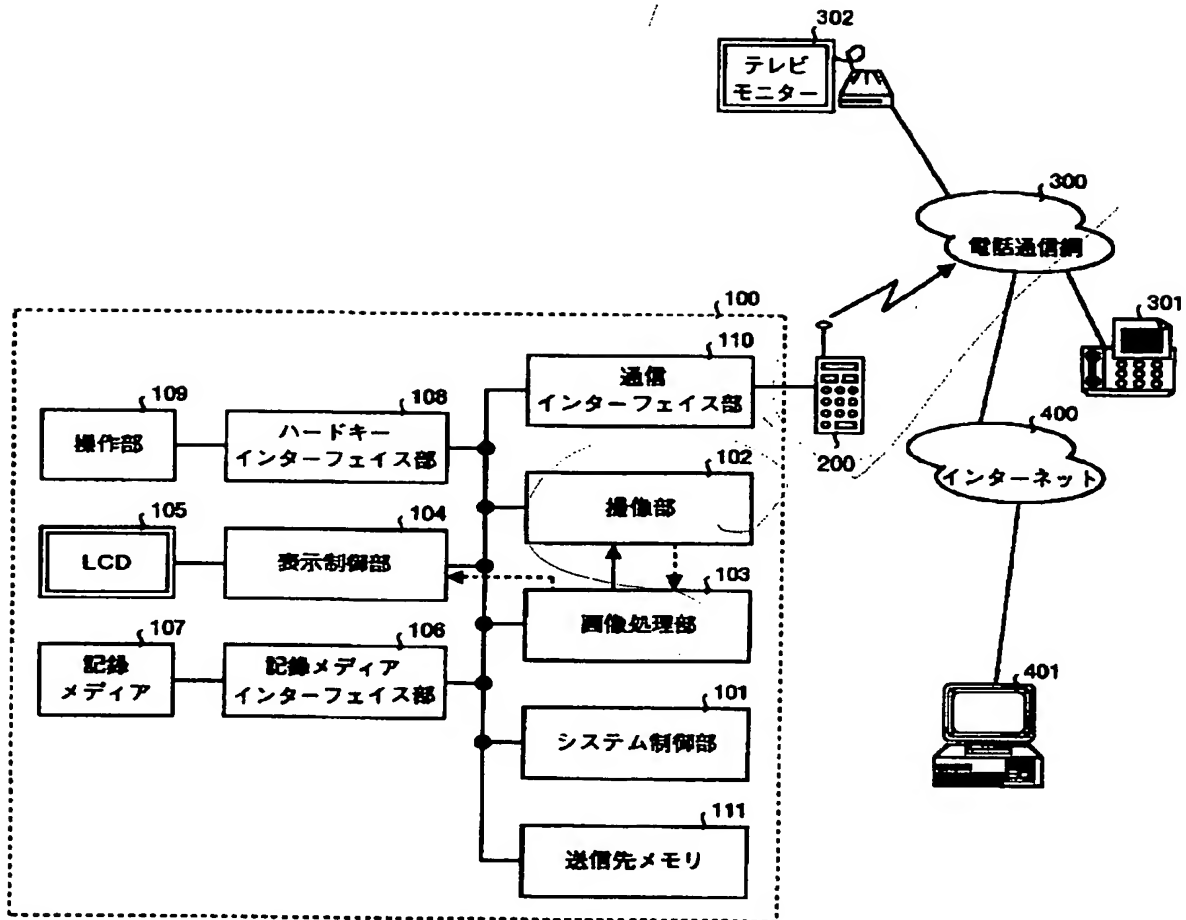 302
テレビ
モニター
300
電話通信網
301
100
110
通信
インターフェイス部
200
109
操作部
108
ハードキー
インターフェイス部
400
インターネット
102
撮像部
105
LCD
104
表示制御部
103
画像処理部
107
記録
メディア
106
記録メディア
インターフェイス部
101
システム制御部
401
111
送信先メモリ